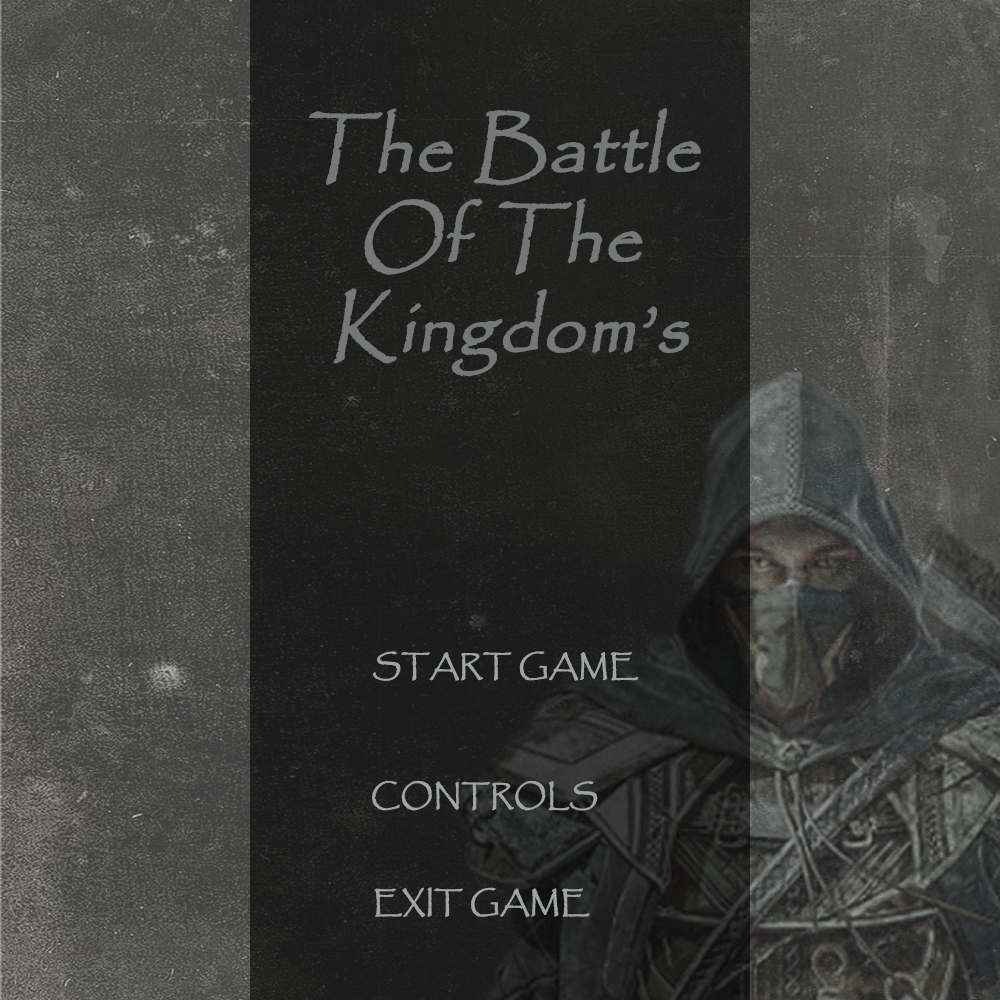 The Battle
Of The
Kingdom’s
START GAME
CONTROLS
EXIT GAME